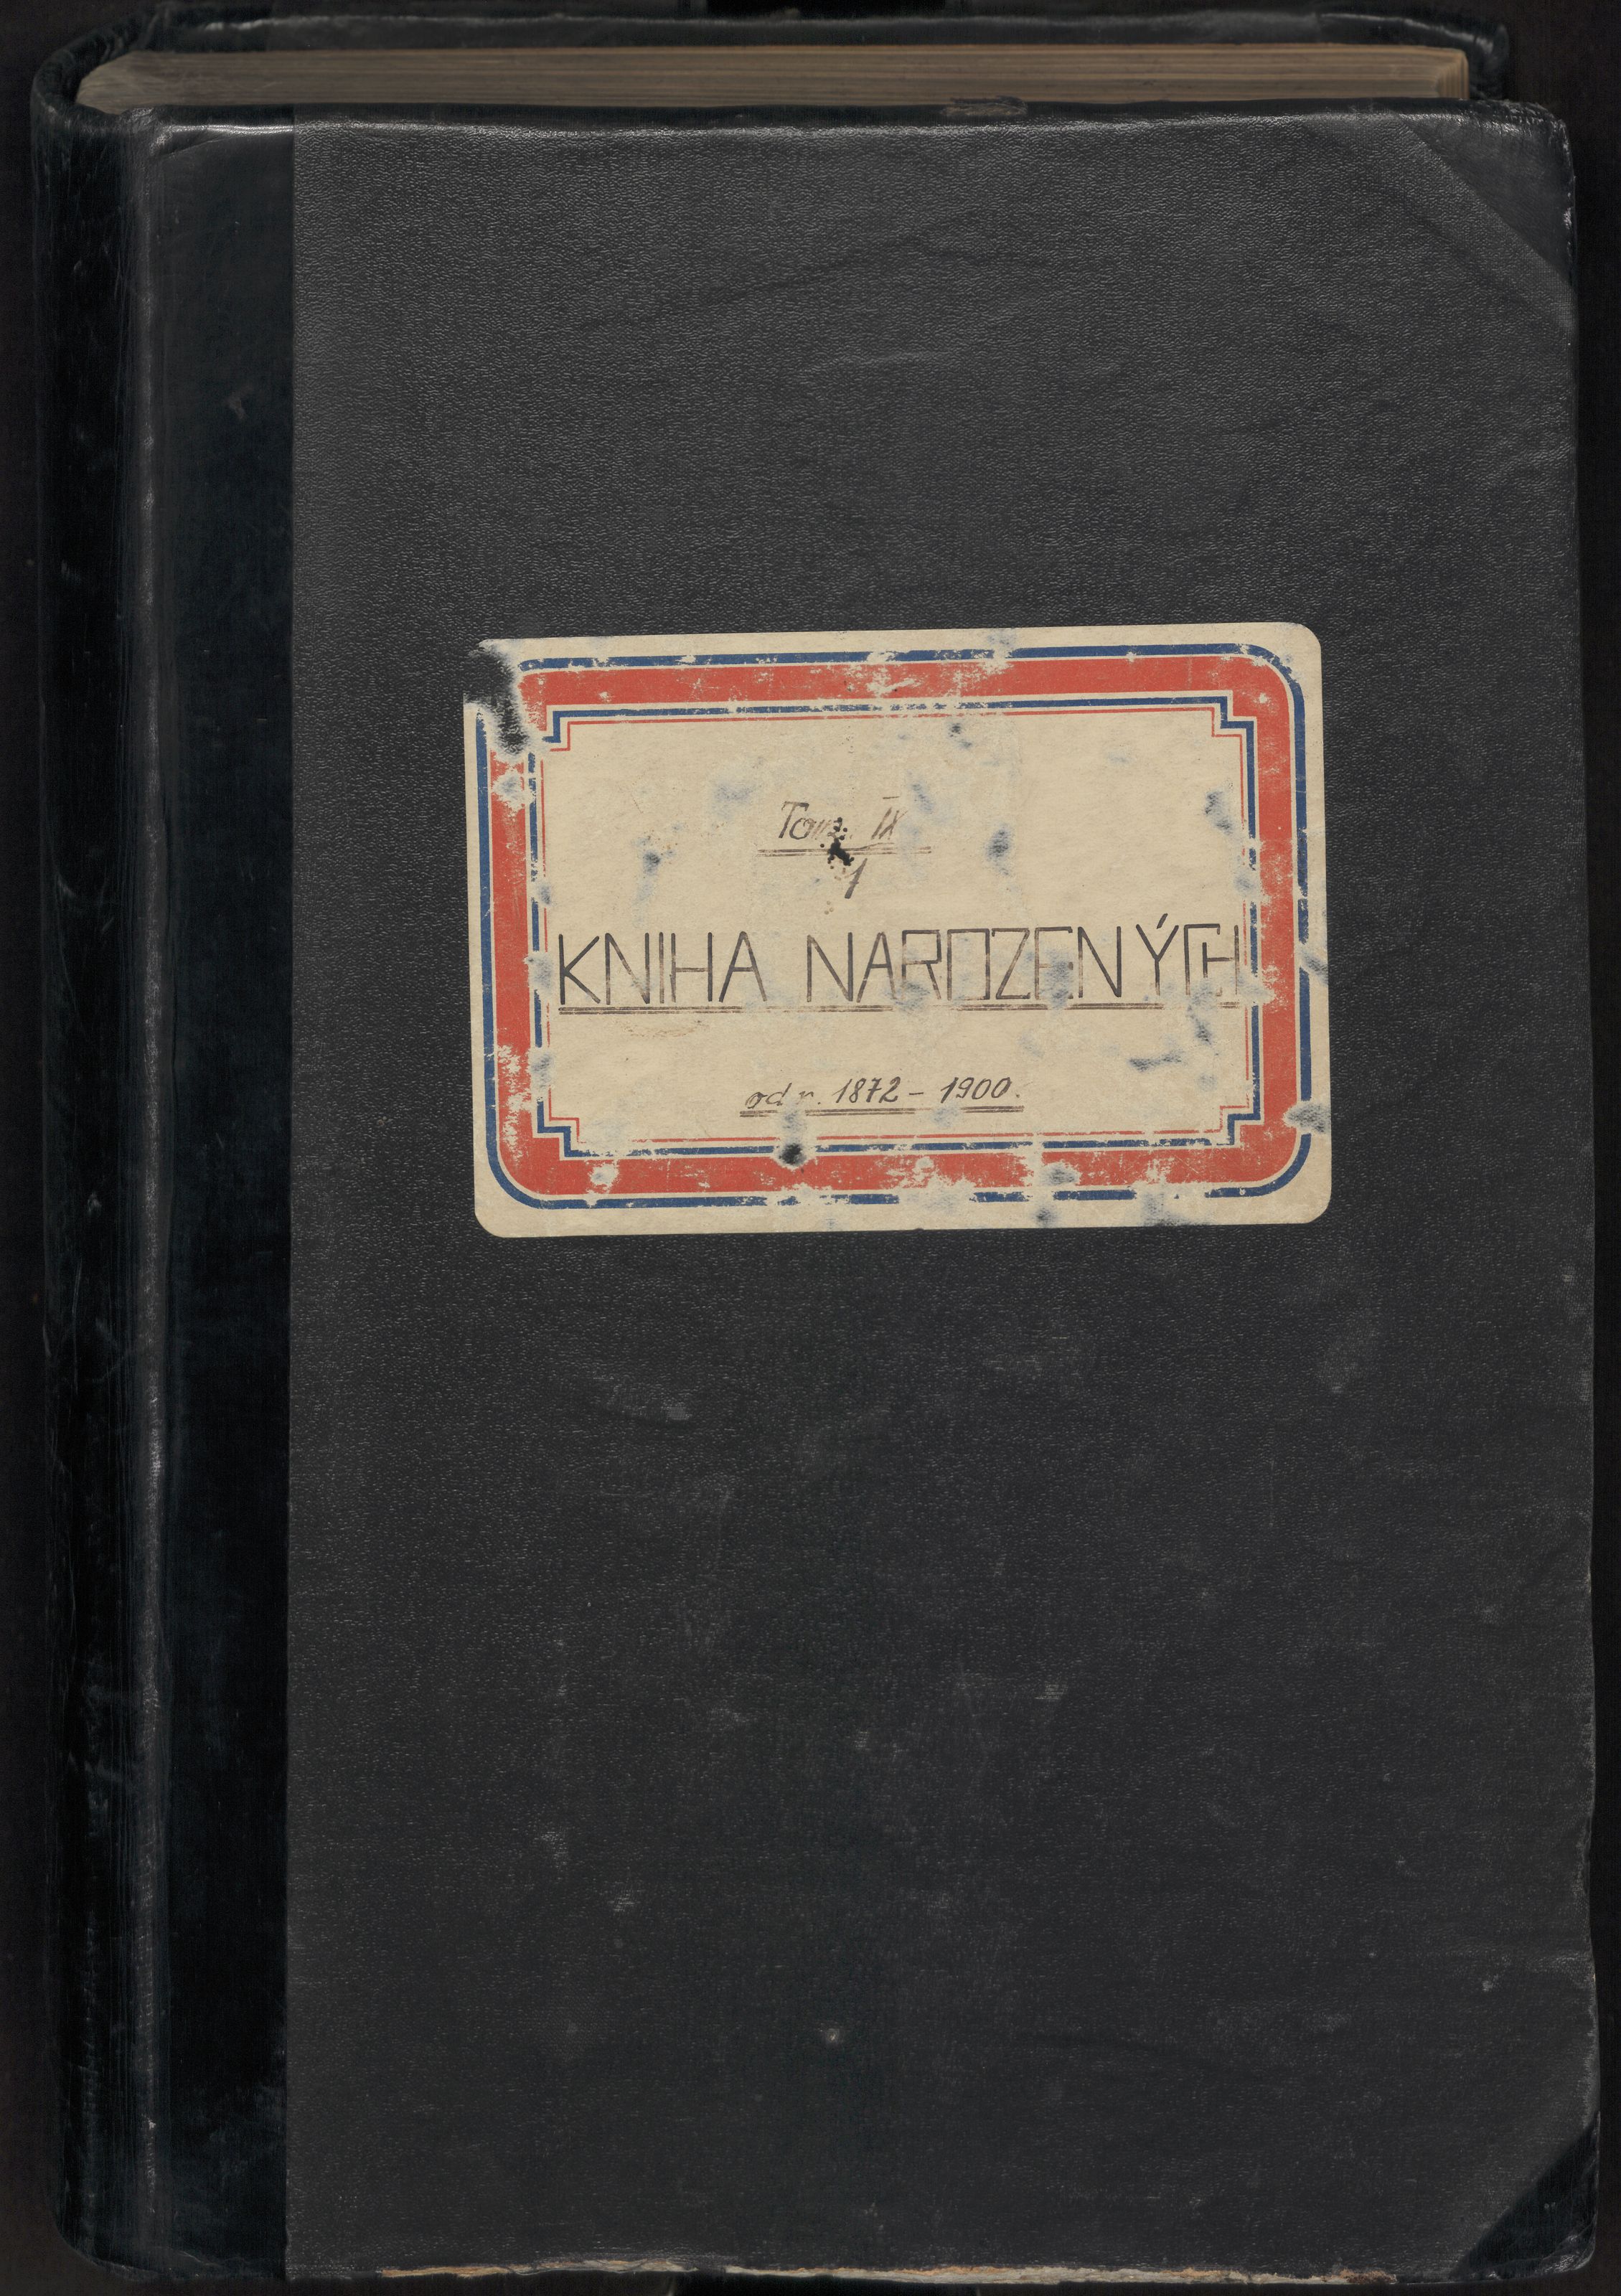 Tom. IX
1
KNIHA NAROZENÝCH
od r. 1872 - 1900.